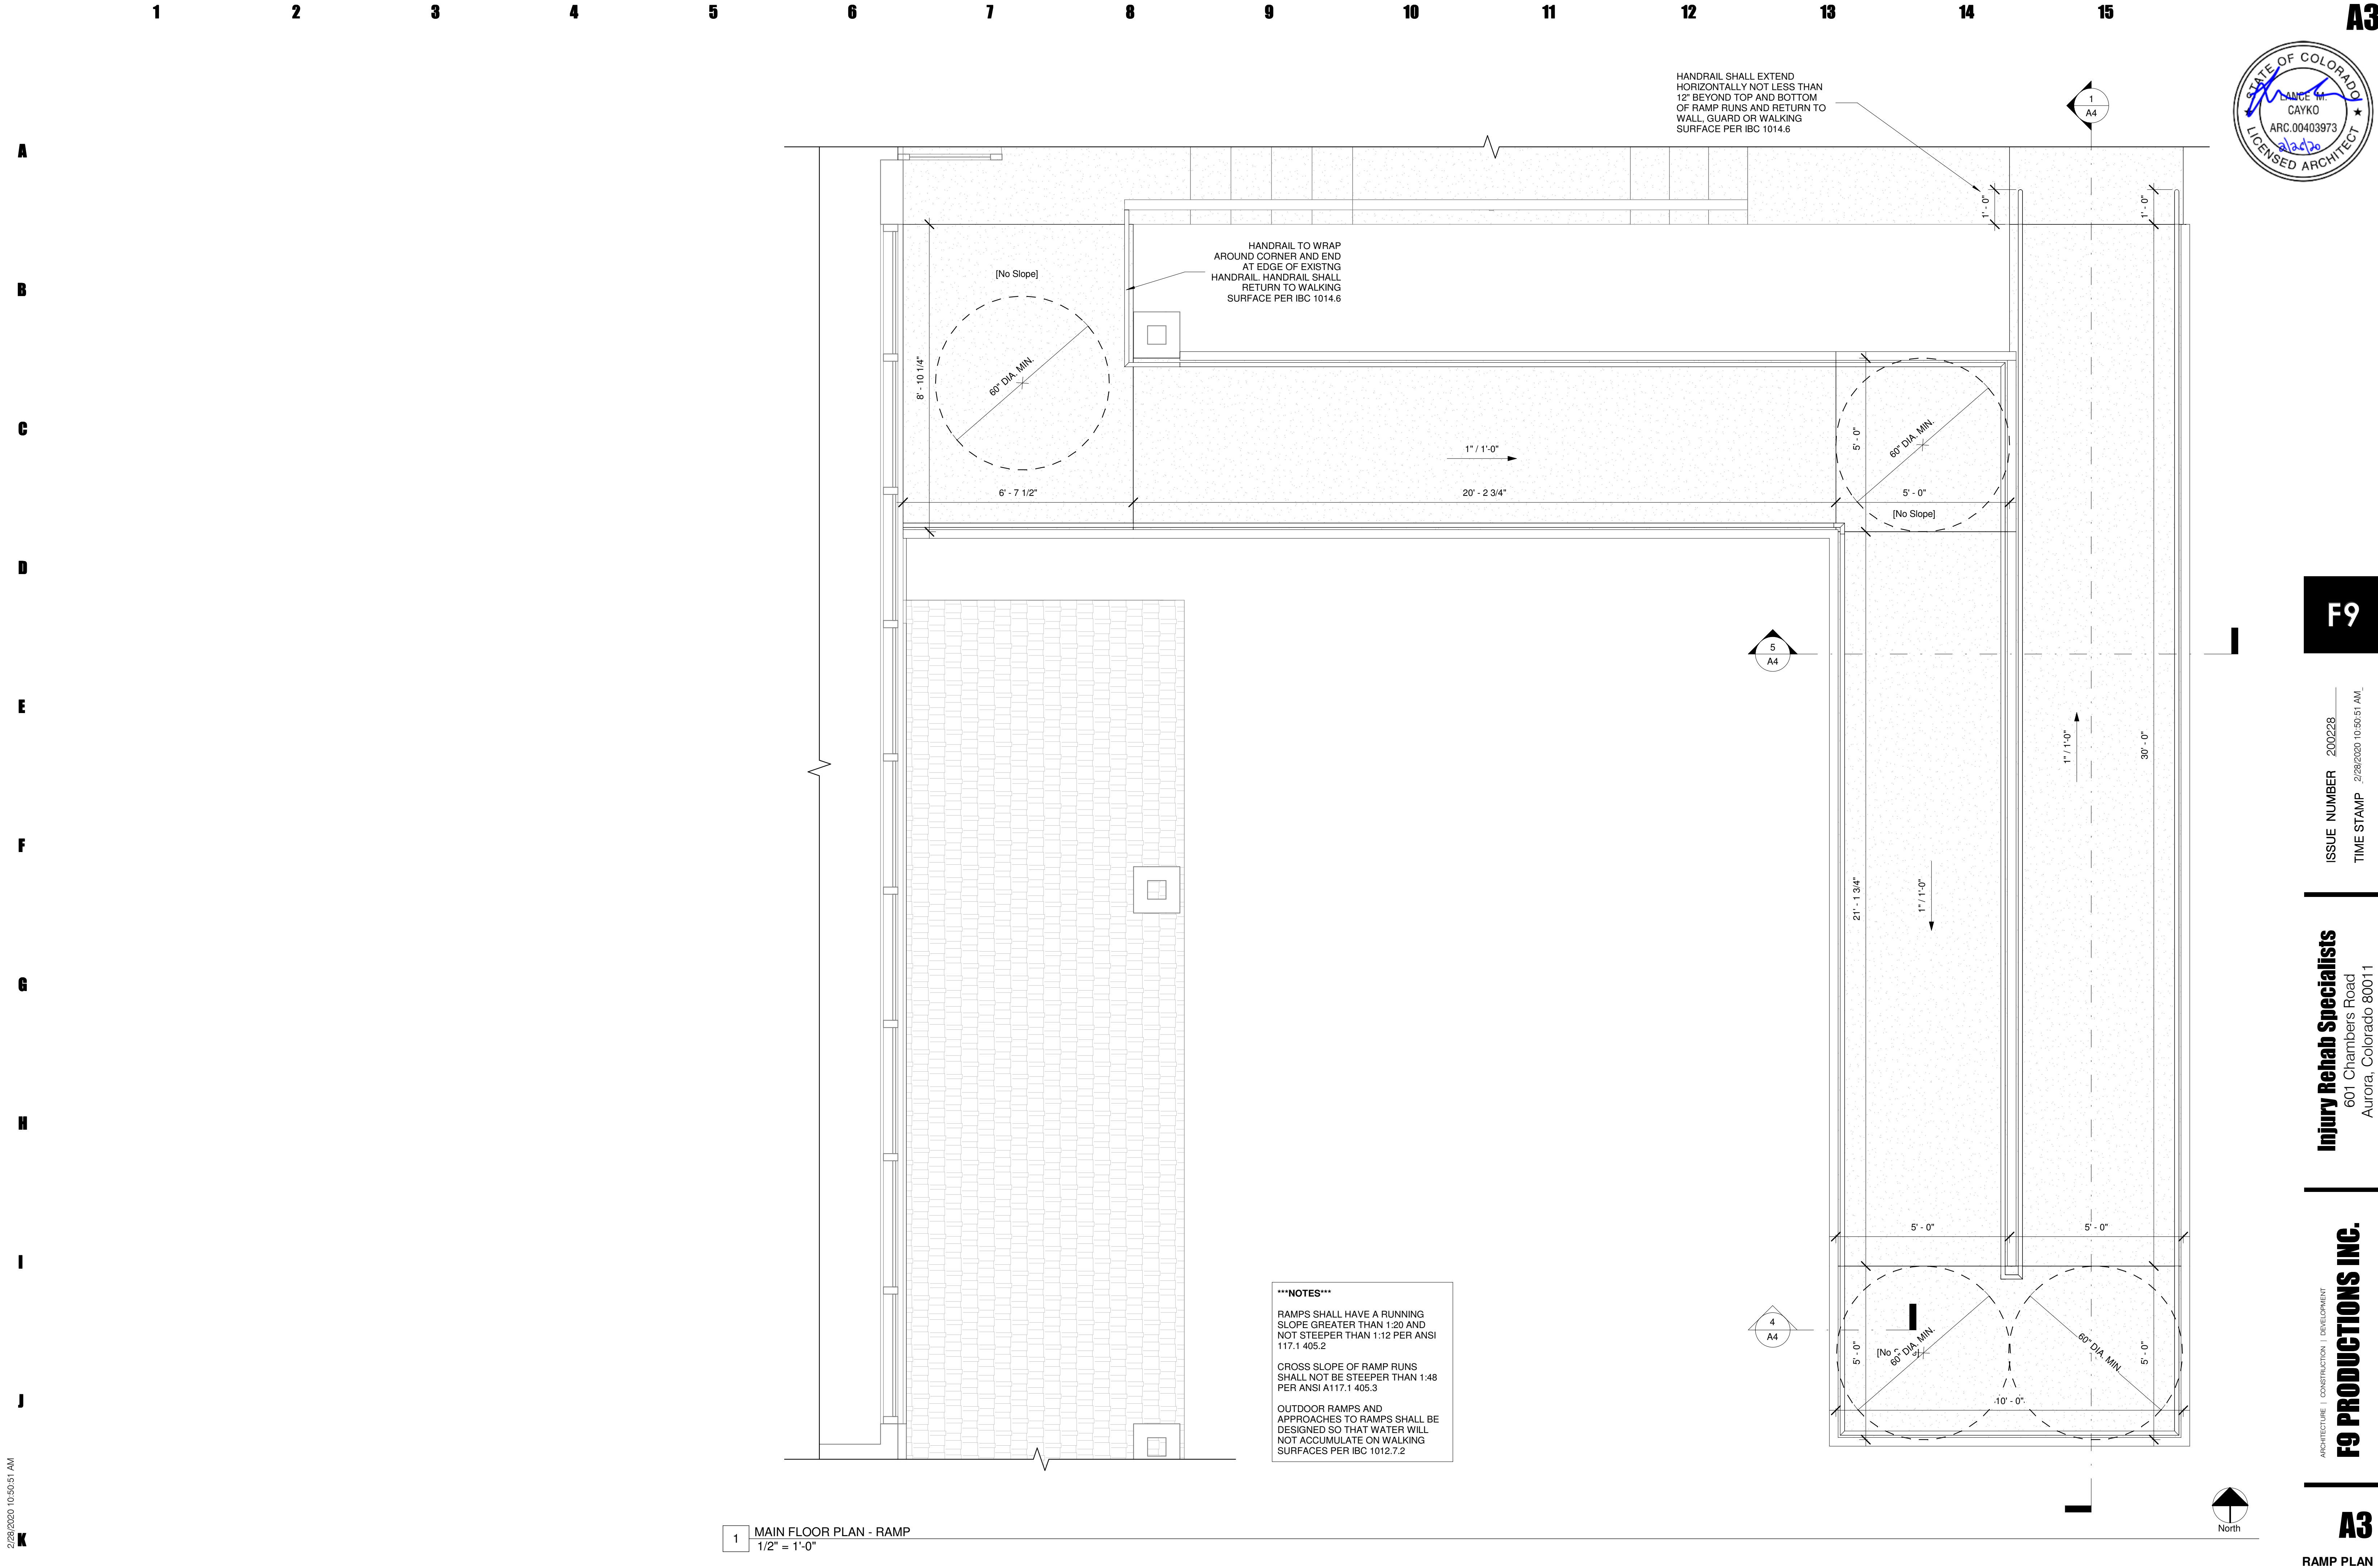 1 2 3 4 5 6 7 8 9 10 11 12 13 14 15
A3
A
B
C
D
E
F
G
H
I
J
K
STATE OF COLORADO
LANCE M.
CAYKO
ARC.00403973
2/26/20
LICENSED ARCHITECT
HANDRAIL SHALL EXTEND
HORIZONTALLY NOT LESS THAN
12" BEYOND TOP AND BOTTOM
OF RAMP RUNS AND RETURN TO
WALL, GUARD OR WALKING
SURFACE PER IBC 1014.6
1
A4
1' - 0"
1' - 0"
HANDRAIL TO WRAP
AROUND CORNER AND END
AT EDGE OF EXISTNG
HANDRAIL. HANDRAIL SHALL
RETURN TO WALKING
SURFACE PER IBC 1014.6
[No Slope]
60" DIA. MIN.
8' - 10 1/4"
6' - 7 1/2"
1" / 1'-0"
20' - 2 3/4"
5' - 0"
60" DIA. MIN.
5' - 0"
[No Slope]
5
A4
1" / 1'-0"
30' - 0"
21' - 1 3/4"
1" / 1'-0"
5' - 0"
5' - 0"
4
A4
5' - 0"
[No
60" DIA. MIN.
60" DIA. MIN.
5' - 0"
10' - 0"
***NOTES***
RAMPS SHALL HAVE A RUNNING
SLOPE GREATER THAN 1:20 AND
NOT STEEPER THAN 1:12 PER ANSI
117.1 405.2
CROSS SLOPE OF RAMP RUNS
SHALL NOT BE STEEPER THAN 1:48
PER ANSI A117.1 405.3
OUTDOOR RAMPS AND
APPROACHES TO RAMPS SHALL BE
DESIGNED SO THAT WATER WILL
NOT ACCUMULATE ON WALKING
SURFACES PER IBC 1012.7.2
1
MAIN FLOOR PLAN - RAMP
1/2" = 1'-0"
North
2/28/2020 10:50:51 AM
F9
ISSUE NUMBER 200228
TIME STAMP 2/28/2020 10:50:51 AM
Injury Rehab Specialists
601 Chambers Road
Aurora, Colorado 80011
ARCHITECTURE | CONSTRUCTION | DEVELOPMENT
F9 PRODUCTIONS INC.
A3
RAMP PLAN